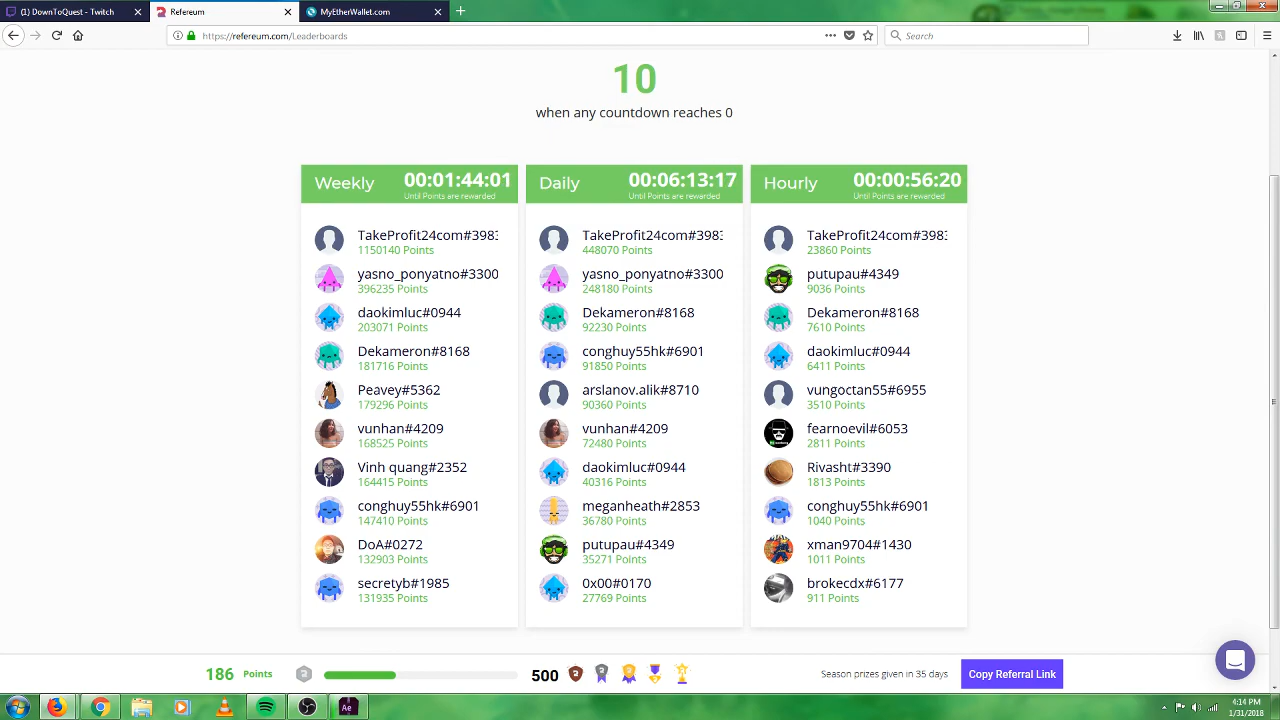 DownToQuest - Twitch
Refereum
MyEtherWallet.com
https://refereum.com/Leaderboards
Search
10
when any countdown reaches 0
Weekly
00:01:44:01
Until Points are rewarded
TakeProfit24com#3983
1150140 Points
yasno_ponyatno#3300
396235 Points
daokimluc#0944
203071 Points
Dekameron#8168
181716 Points
Peavey#5362
179296 Points
vunhan#4209
168525 Points
Vinh quang#2352
164415 Points
conghuy55hk#6901
147410 Points
DoA#0272
132903 Points
secretyb#1985
131935 Points
Daily
00:06:13:17
Until Points are rewarded
TakeProfit24com#3983
448070 Points
yasno_ponyatno#3300
248180 Points
Dekameron#8168
92230 Points
conghuy55hk#6901
91850 Points
arslanov.alik#8710
90360 Points
vunhan#4209
72480 Points
daokimluc#0944
40316 Points
meganheath#2853
36780 Points
putupau#4349
35271 Points
0x00#0170
27769 Points
Hourly
00:00:56:20
Until Points are rewarded
TakeProfit24com#3983
23860 Points
putupau#4349
9036 Points
Dekameron#8168
7610 Points
daokimluc#0944
6411 Points
vungoctan55#6955
3510 Points
fearnoevil#6053
2811 Points
Rivasht#3390
1813 Points
conghuy55hk#6901
1040 Points
xman9704#1430
1011 Points
brokecdx#6177
911 Points
186 Points
500
Season prizes given in 35 days
Copy Referral Link
Ae
4:14 PM
1/31/2018